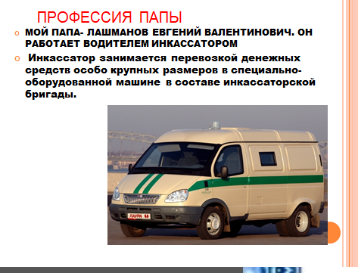 ПРОФЕССИЯ ПАПЫ
МОЙ ПАПА- ЛАШМАНОВ ЕВГЕНИЙ ВАЛЕНТИНОВИЧ. ОН
РАБОТАЕТ ВОДИТЕЛЕМ ИНКАССАТОРОМ
Инкассатор занимается перевозкой денежных
средств особо крупных размеров в специально-
оборудованной машине в составе инкассаторской
бригады.